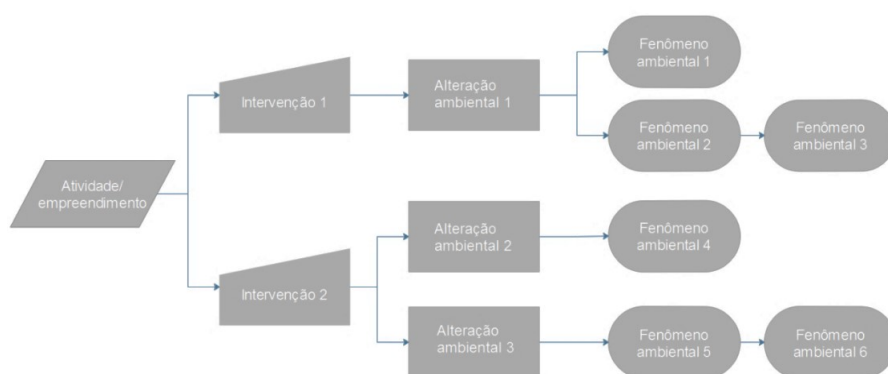 Fenômeno
ambiental 1
Intervenção 1
Alteração
ambiental 1
Fenômeno
ambiental 2
Fenômeno
ambiental 3
Atividade/
empreendimento
Alteração
ambiental 2
Fenômeno
ambiental 4
Intervenção 2
Alteração
ambiental 3
Fenômeno
ambiental 5
Fenômeno
ambiental 6